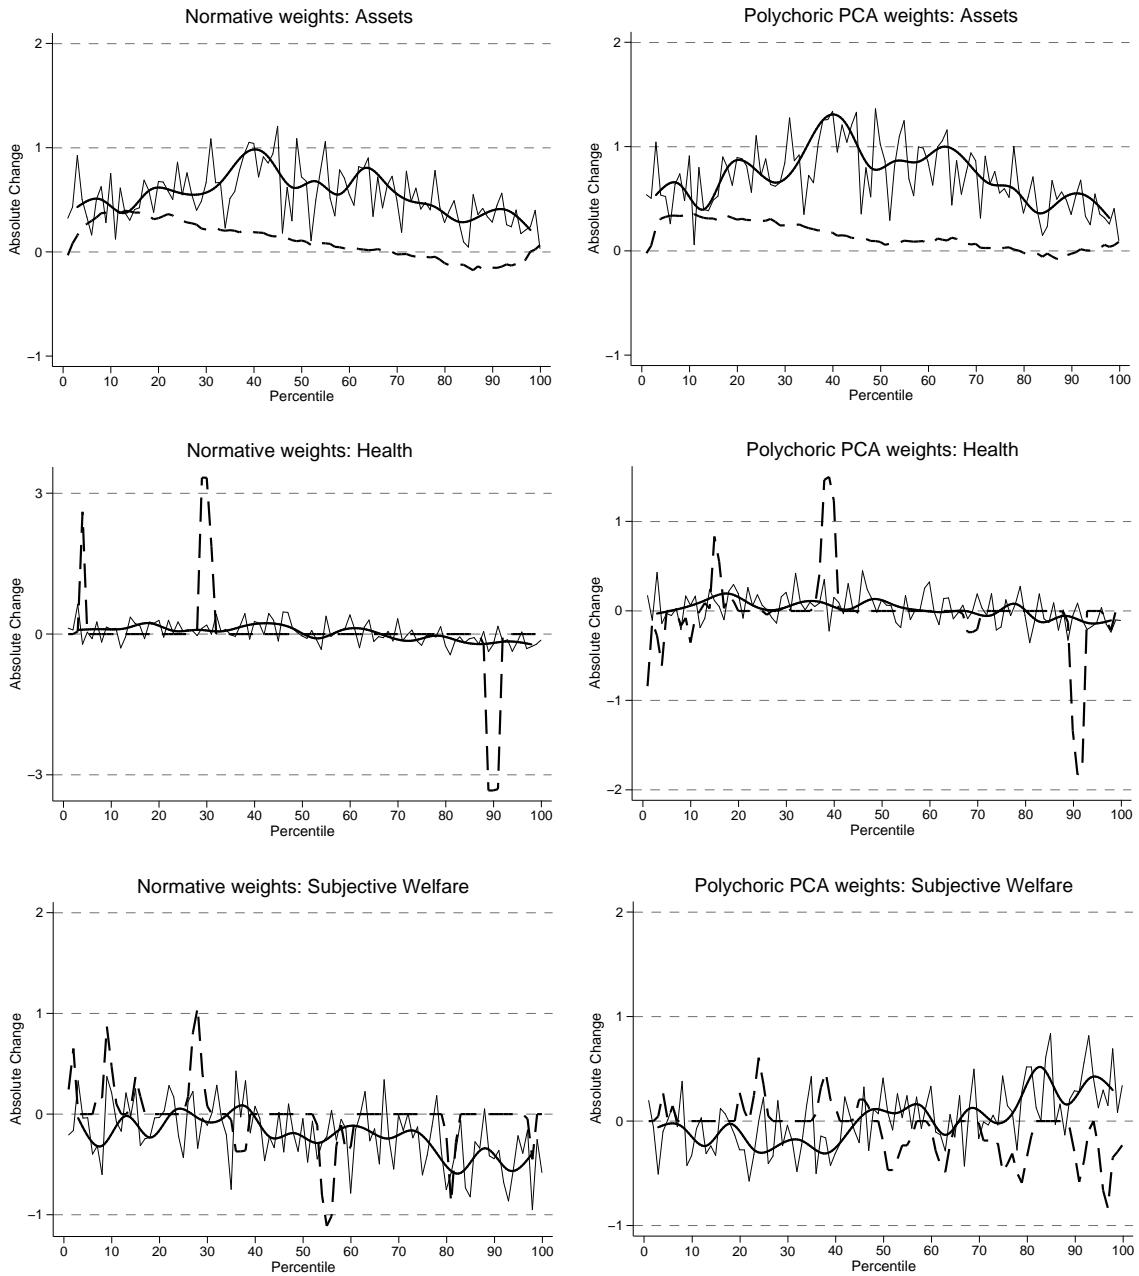 Normative weights: Assets
2
1
0
−1
Absolute Change
0 10 20 30 40 50 60 70 80 90 100
Percentile
Polychoric PCA weights: Assets
2
1
0
−1
Absolute Change
0 10 20 30 40 50 60 70 80 90 100
Percentile
Normative weights: Health
3
0
−3
Absolute Change
0 10 20 30 40 50 60 70 80 90 100
Percentile
Polychoric PCA weights: Health
1
0
−1
−2
Absolute Change
0 10 20 30 40 50 60 70 80 90 100
Percentile
Normative weights: Subjective Welfare
2
1
0
−1
Absolute Change
0 10 20 30 40 50 60 70 80 90 100
Percentile
Polychoric PCA weights: Subjective Welfare
2
1
0
−1
Absolute Change
0 10 20 30 40 50 60 70 80 90 100
Percentile